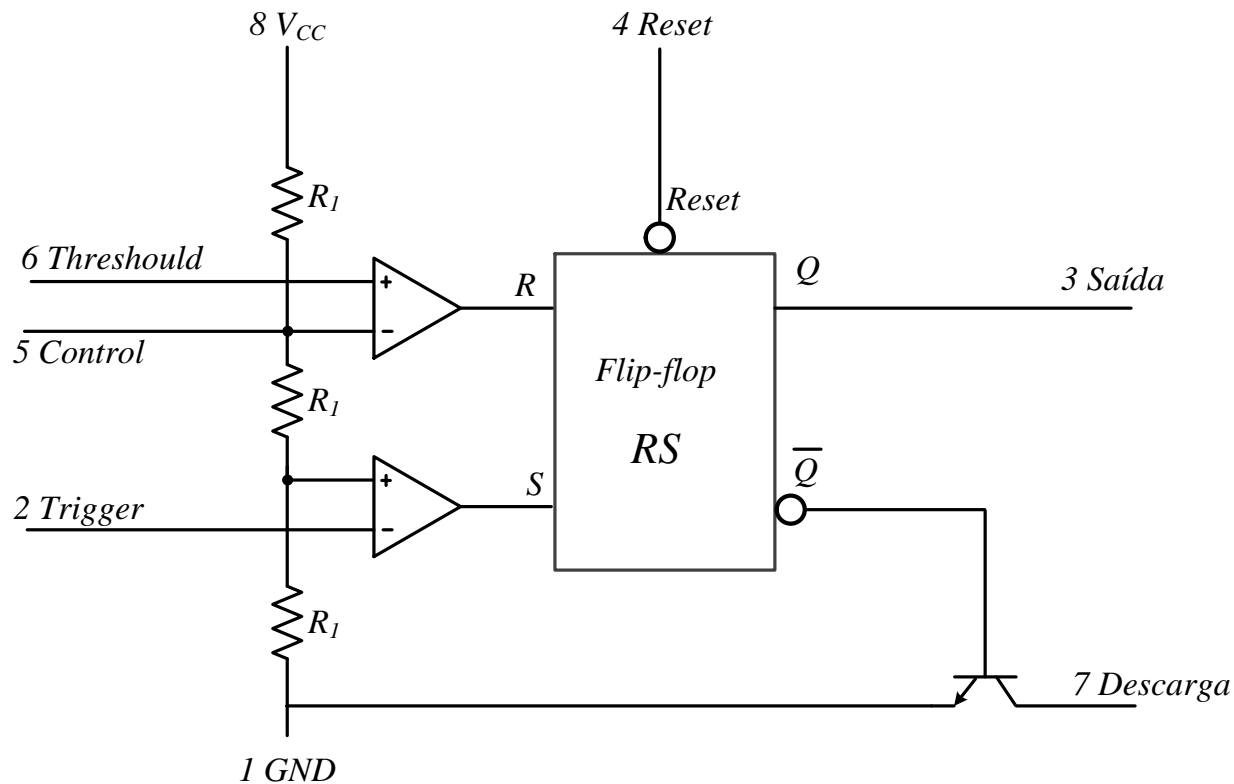 8 VCC
4 Reset
R1
Reset
6 Threshould
+
R
Q
3 Saída
-
5 Control
Flip-flop
R1
RS
Q̅
+
S
2 Trigger
-
R1
7 Descarga
1 GND